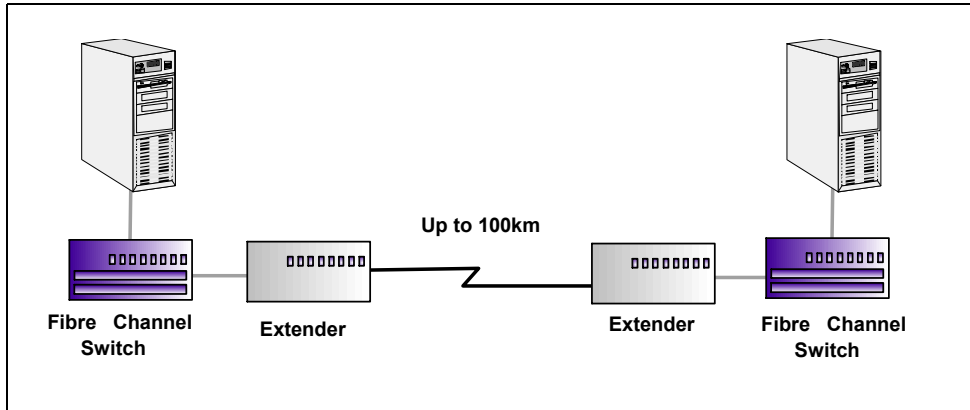 Up to 100km
Fibre Channel
Switch
Extender
Extender
Fibre Channel
Switch